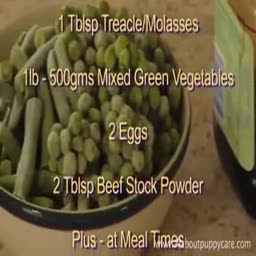 1 Tblsp Treacle/Molasses
1lb - 500gms Mixed Green Vegetables
2 Eggs
2 Tblsp Beef Stock Powder
Plus - at Meal Times